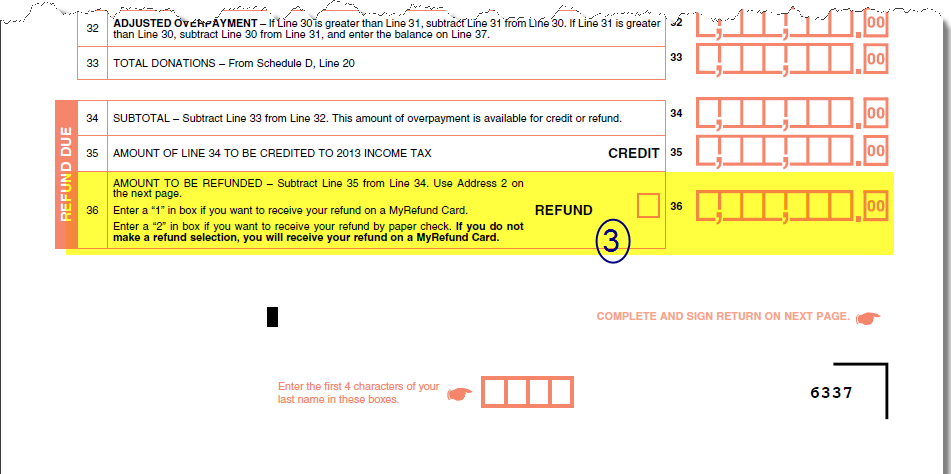 32 ADJUSTED OVERPAYMENT – If Line 30 is greater than Line 31, subtract Line 31 from Line 30. If Line 31 is greater 32 .00
than Line 30, subtract Line 30 from Line 31, and enter the balance on Line 37.
33 TOTAL DONATIONS – From Schedule D, Line 20 33 , , .00
REFUND DUE
34 SUBTOTAL – Subtract Line 33 from Line 32. This amount of overpayment is available for credit or refund. 34 , , .00
35 AMOUNT OF LINE 34 TO BE CREDITED TO 2013 INCOME TAX CREDIT 35 , , .00
AMOUNT TO BE REFUNDED – Subtract Line 35 from Line 34. Use Address 2 on
the next page.
36 Enter a “1” in box if you want to receive your refund on a MyRefund Card. REFUND 36 , , .00
Enter a “2” in box if you want to receive your refund by paper check. If you do not
make a refund selection, you will receive your refund on a MyRefund Card.
3
COMPLETE AND SIGN RETURN ON NEXT PAGE.
Enter the first 4 characters of your
last name in these boxes.
6337